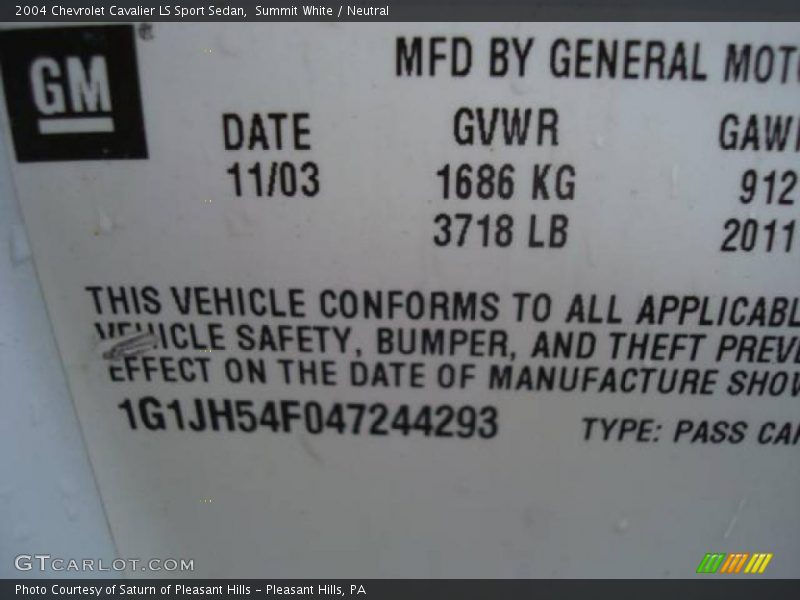 2004 Chevrolet Cavalier LS Sport Sedan, Summit White / Neutral
GM ®
MFD BY GENERAL MOT
DATE GVWR GAW
11/03 1686 KG 912
3718 LB 2011
THIS VEHICLE CONFORMS TO ALL APPLICABL
VEHICLE SAFETY, BUMPER, AND THEFT PREV
EFFECT ON THE DATE OF MANUFACTURE SHOW
1G1JH54F047244293 TYPE: PASS CAR
GTCARLOT.COM
Photo Courtesy of Saturn of Pleasant Hills - Pleasant Hills, PA